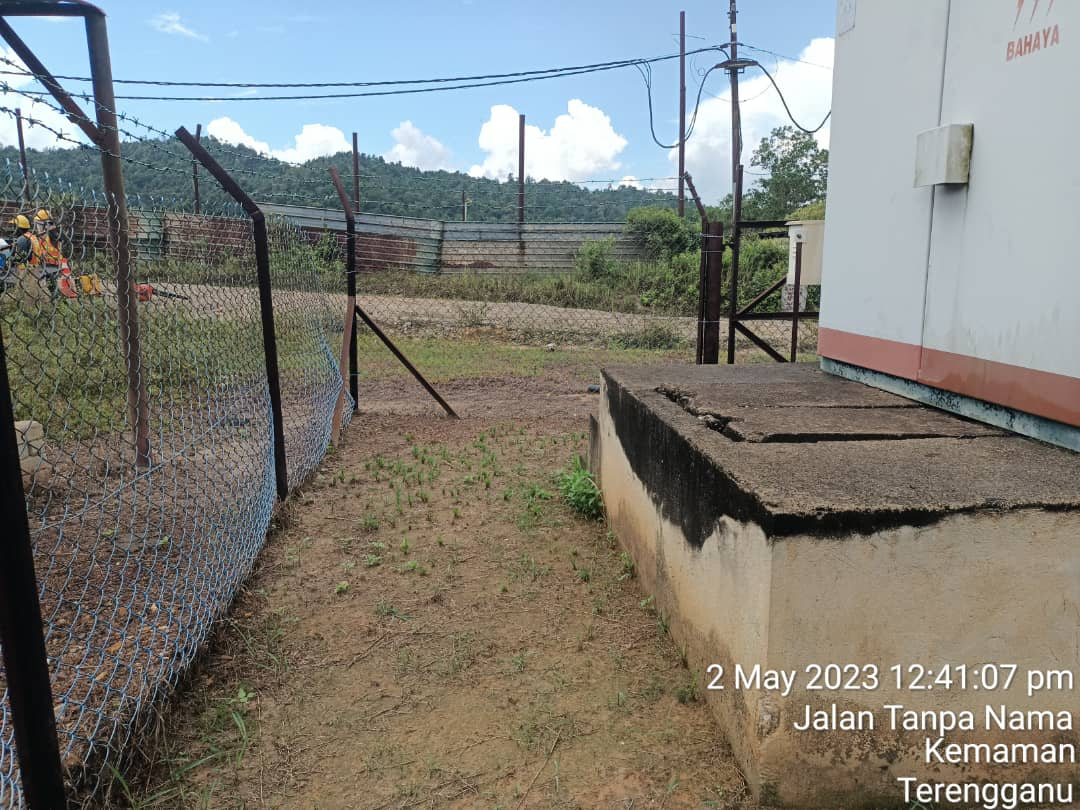 BAHAYA
2 May 2023 12:41:07 pm
Jalan Tanpa Nama
Kemaman
Terengganu